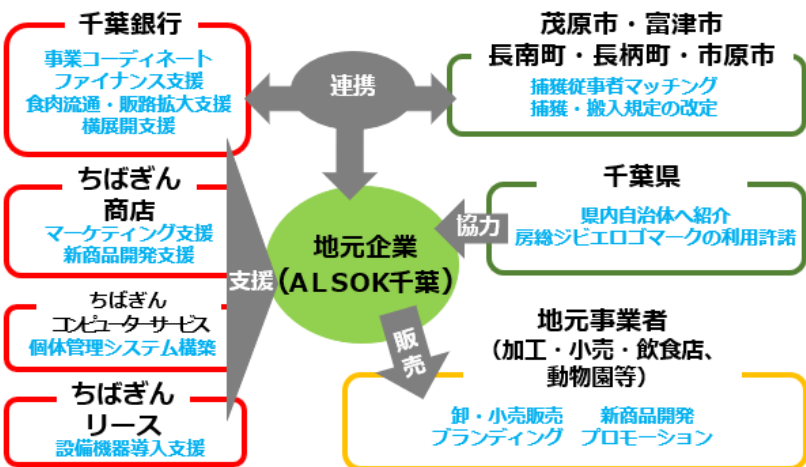 千葉銀行
事業コーディネート
ファイナンス支援
食肉流通・販路拡大支援
横展開支援
連携
茂原市・富津市
長南町・長柄町・市原市
捕獲従事者マッチング
捕獲・搬入規定の改定
ちばぎん
商店
マーケティング支援
新商品開発支援
千葉県
県内自治体へ紹介
房総ジビエロゴマークの利用許諾
協力
地元企業
(ALSOK千葉)
支援
ちばぎん
コンピューターサービス
個体管理システム構築
販売
地元事業者
(加工・小売・飲食店、
動物園等)
卸・小売販売 新商品開発
ブランディング プロモーション
ちばぎん
リース
設備機器導入支援